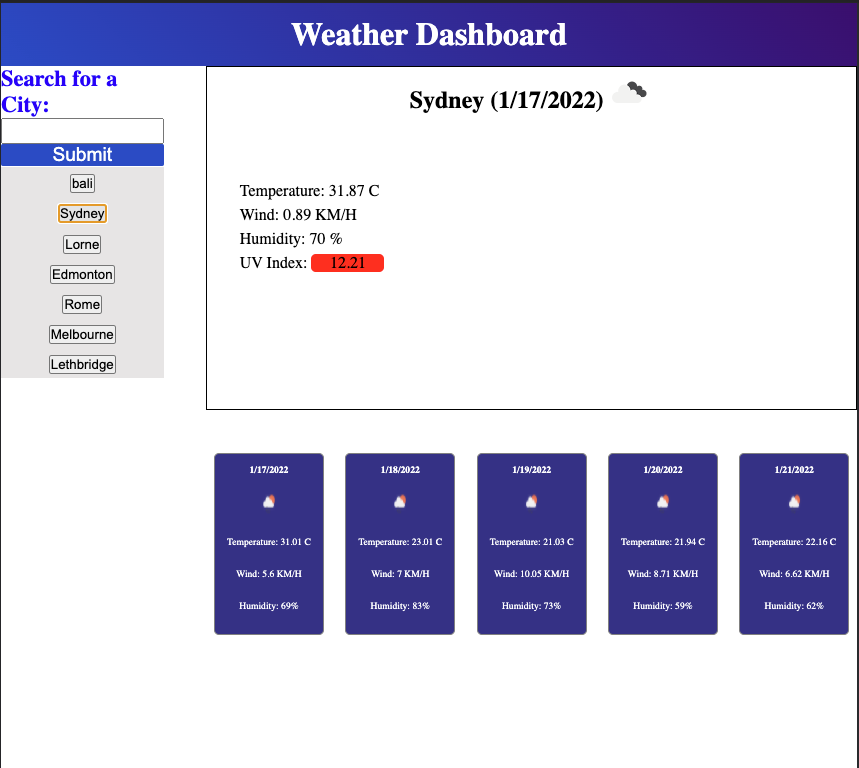 Weather Dashboard
Search for a
City:
Submit
bali
Sydney
Lorne
Edmonton
Rome
Melbourne
Lethbridge
Sydney (1/17/2022)
Temperature: 31.87 C
Wind: 0.89 KM/H
Humidity: 70 %
UV Index: 12.21
1/17/2022
Temperature: 31.01 C
Wind: 5.6 KM/H
Humidity: 69%
1/18/2022
Temperature: 23.01 C
Wind: 7 KM/H
Humidity: 83%
1/19/2022
Temperature: 21.03 C
Wind: 10.05 KM/H
Humidity: 73%
1/20/2022
Temperature: 21.94 C
Wind: 8.71 KM/H
Humidity: 59%
1/21/2022
Temperature: 22.16 C
Wind: 6.62 KM/H
Humidity: 62%